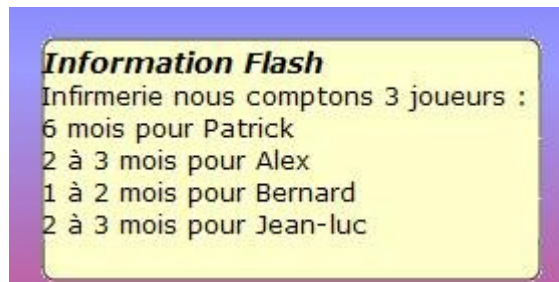 Information Flash
Infirmerie nous comptons 3 joueurs :
6 mois pour Patrick
2 à 3 mois pour Alex
1 à 2 mois pour Bernard
2 à 3 mois pour Jean-luc